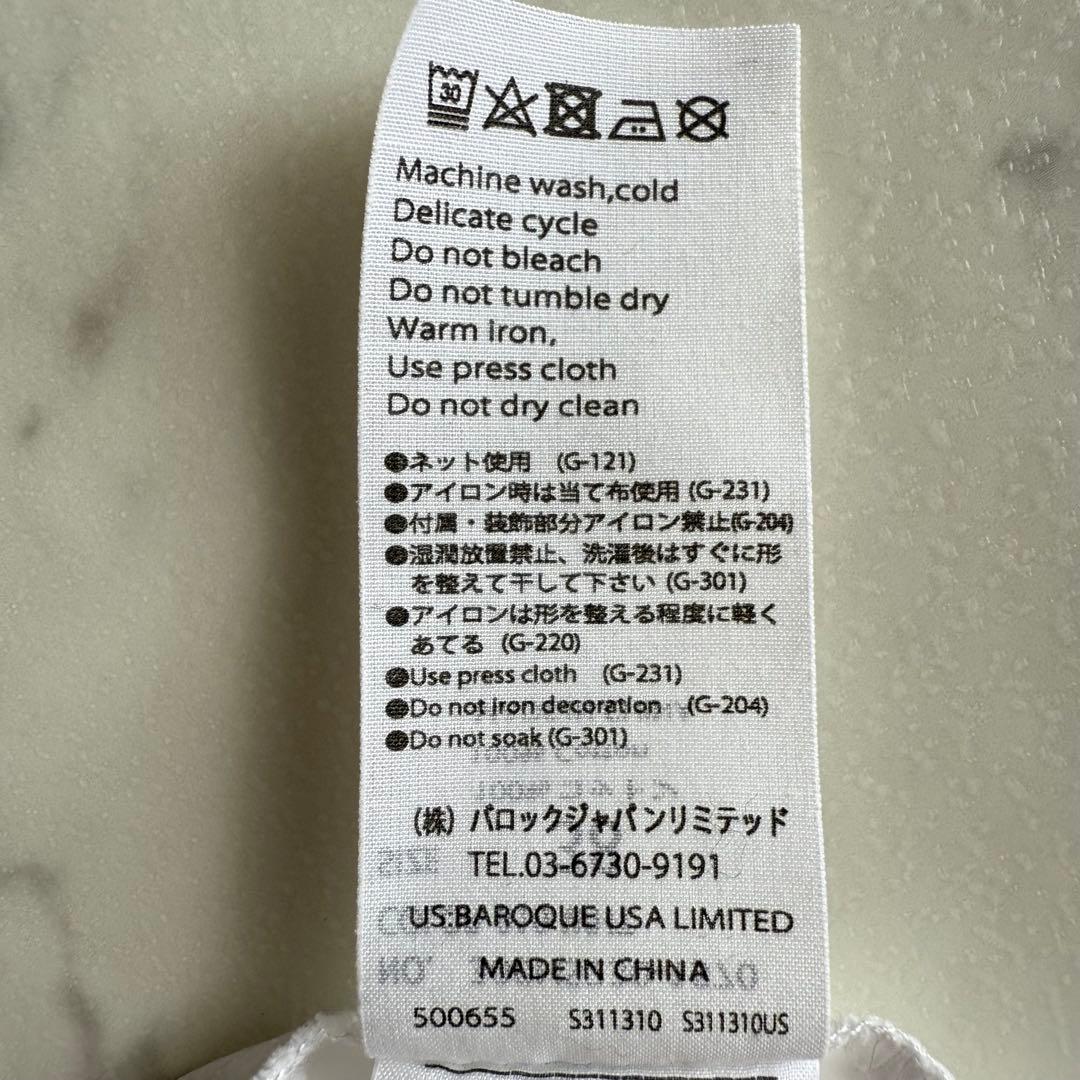 30
Machine wash,cold
Delicate cycle
Do not bleach
Do not tumble dry
Warm iron,
Use press cloth
Do not dry clean
●ネット使用 (G-121)
●アイロン時は当て布使用 (G-231)
●付属・装飾部分アイロン禁止(G-204)
●湿潤放置禁止、洗濯後はすぐに形
を整えて干して下さい (G-301)
●アイロンは形を整える程度に軽く
あてる (G-220)
●Use press cloth (G-231)
●Do not iron decoration (G-204)
●Do not soak (G-301)
(株) バロックジャパンリミテッド
TEL.03-6730-9191
US:BAROQUE USA LIMITED
MADE IN CHINA
500655 S311310 S311310US